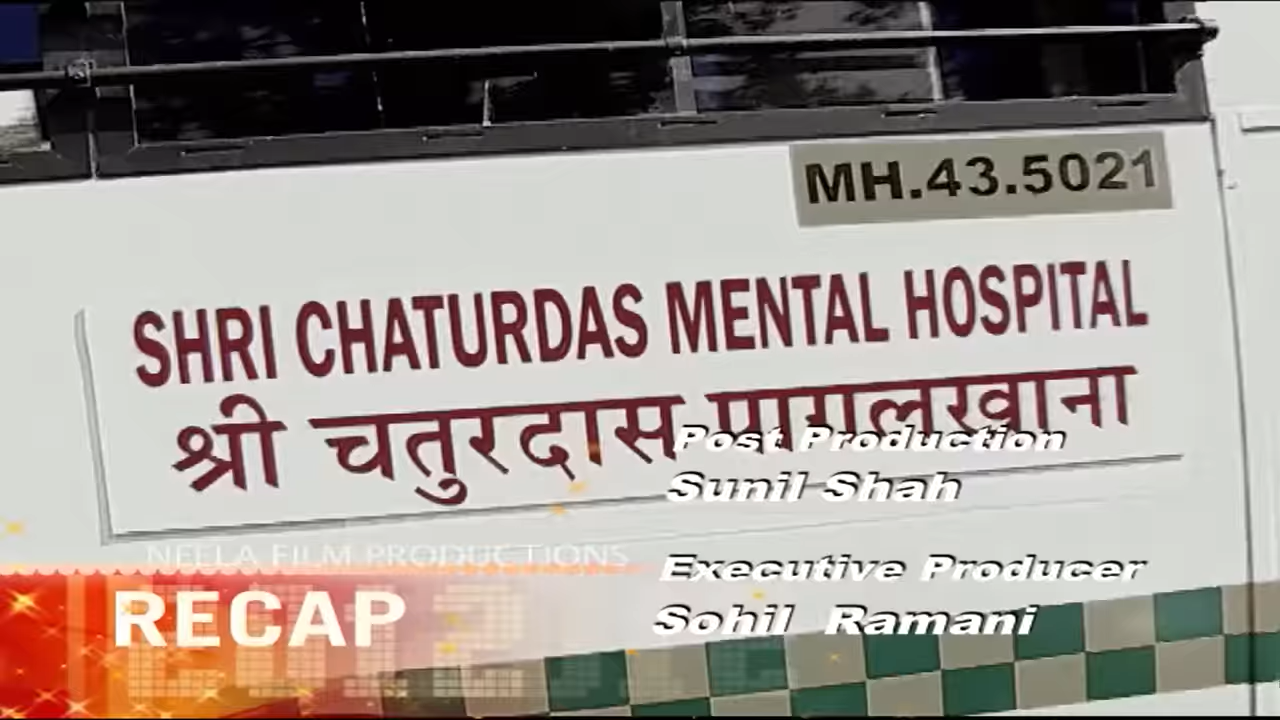 MH.43.5021
SHRI CHATURDAS MENTAL HOSPITAL
श्री चतुरदास पागलखाना
Post Production
Sunil Shah
NEELA FILM PRODUCTIONS
Executive Producer
RECAP
Sohil Ramani